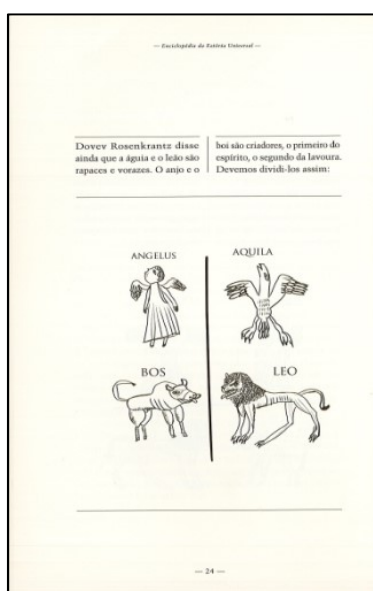 — Enciclopédia da Estória Universal —
Dovev Rosenkrantz disse
ainda que a águia e o leão são
rapaces e vorazes. O anjo e o
boi são criadores, o primeiro do
espírito, o segundo da lavoura.
Devemos dividi-los assim:
ANGELUS
AQUILA
BOS
LEO
— 24 —